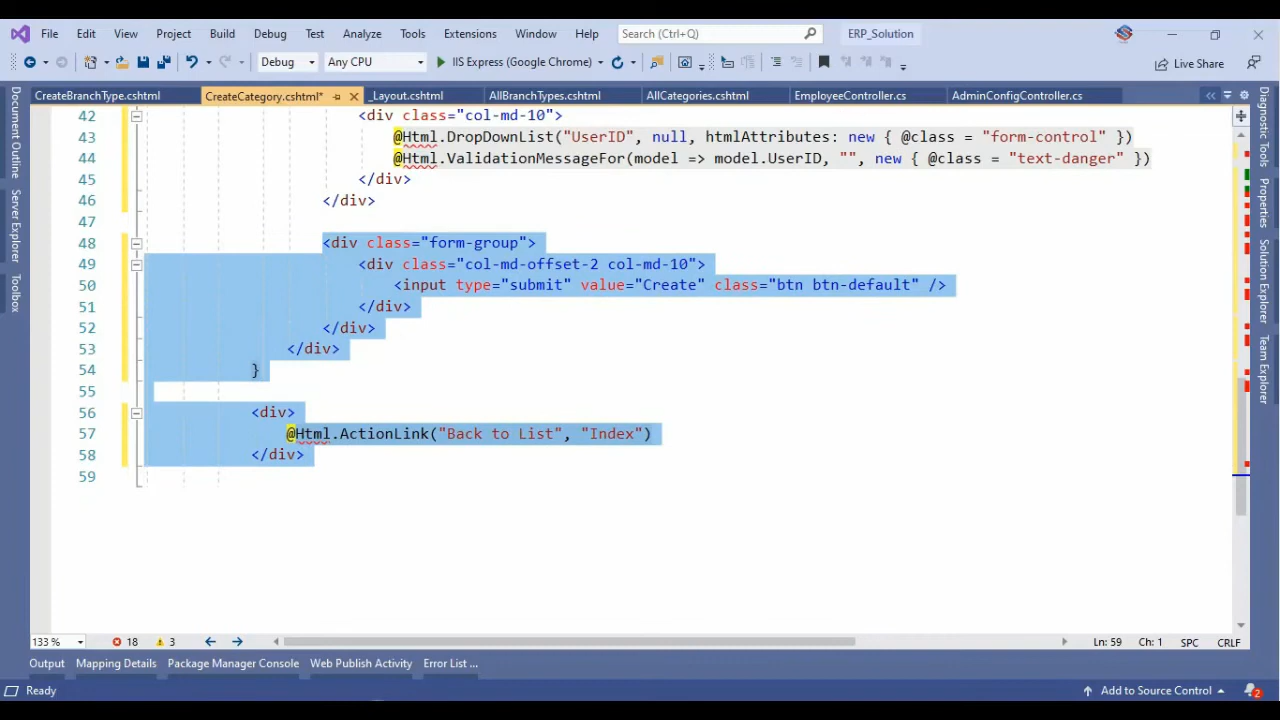 File Edit View Project Build Debug Test Analyze Tools Extensions Window Help Search (Ctrl+Q) ERP_Solution
Debug Any CPU IIS Express (Google Chrome) Live Share
CreateBranchType.cshtml CreateCategory.cshtml* _Layout.cshtml AllBranchTypes.cshtml AllCategories.cshtml EmployeeController.cs AdminConfigController.cs
Document Outline
Server Explorer
Toolbox
42 <div class="col-md-10">
43 @Html.DropDownList("UserID", null, htmlAttributes: new { @class = "form-control" })
44 @Html.ValidationMessageFor(model => model.UserID, "", new { @class = "text-danger" })
45 </div>
46 </div>
47
48 <div class="form-group">
49 <div class="col-md-offset-2 col-md-10">
50 <input type="submit" value="Create" class="btn btn-default" />
51 </div>
52 </div>
53 </div>
54 }
55
56 <div>
57 @Html.ActionLink("Back to List", "Index")
58 </div>
59
Diagnostic Tools
Properties
Solution Explorer
Team Explorer
133 % 18 3 Ln: 59 Ch: 1 SPC CRLF
Output Mapping Details Package Manager Console Web Publish Activity Error List ...
Ready Add to Source Control 2